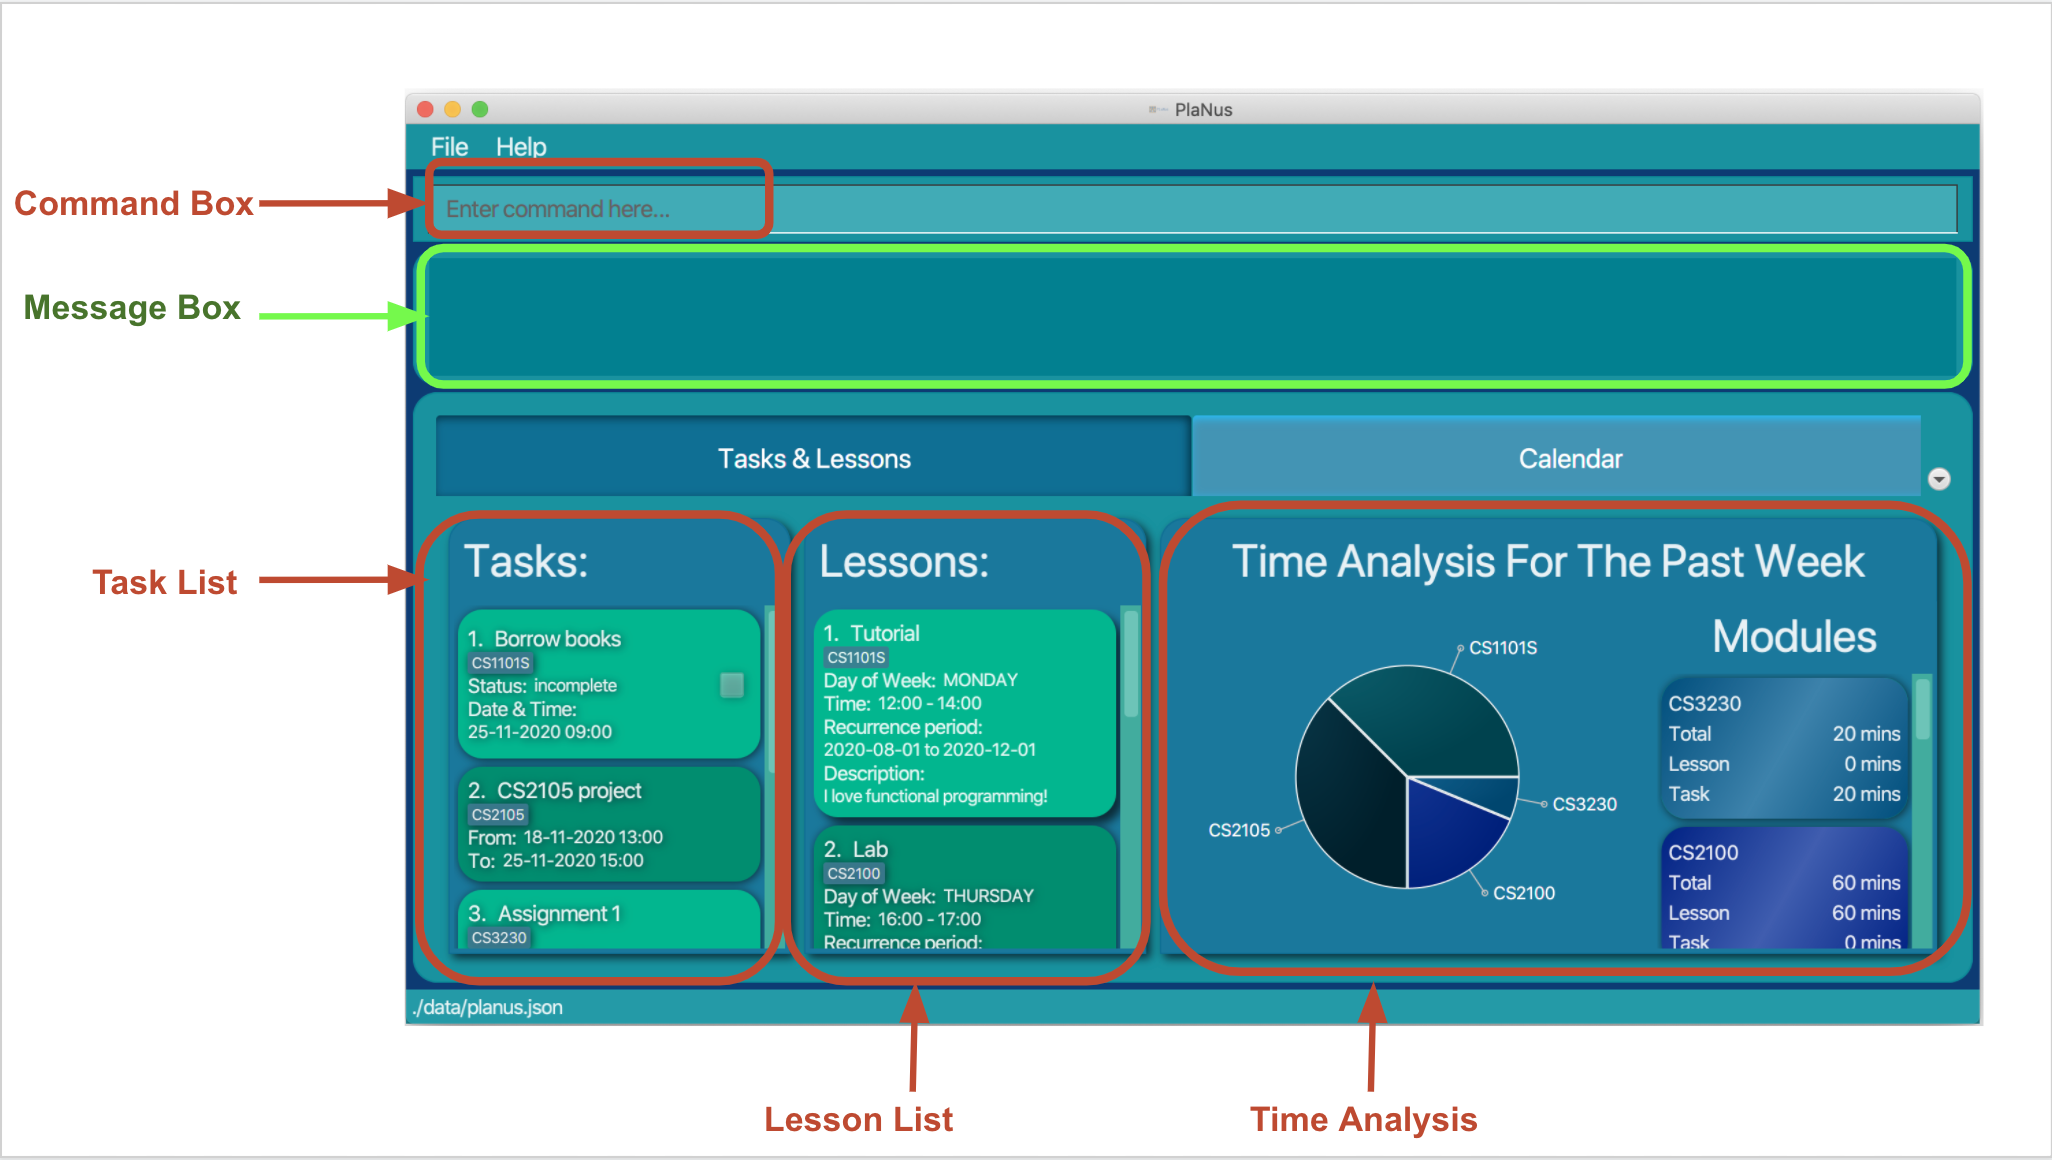 PlaNus
File Help
Command Box
Enter command here...
Message Box
Tasks & Lessons
Calendar
Task List
Tasks:
1. Borrow books
CS1101S
Status: incomplete
Date & Time:
25-11-2020 09:00
2. CS2105 project
CS2105
From: 18-11-2020 13:00
To: 25-11-2020 15:00
3. Assignment 1
CS3230
Lessons:
1. Tutorial
CS1101S
Day of Week: MONDAY
Time: 12:00 - 14:00
Recurrence period:
2020-08-01 to 2020-12-01
Description:
I love functional programming!
2. Lab
CS2100
Day of Week: THURSDAY
Time: 16:00 - 17:00
Recurrence period:
Time Analysis For The Past Week
CS1101S
CS3230
CS2105
CS2100
Modules
CS3230
Total 20 mins
Lesson 0 mins
Task 20 mins
CS2100
Total 60 mins
Lesson 60 mins
Task 0 mins
./data/planus.json
Lesson List
Time Analysis